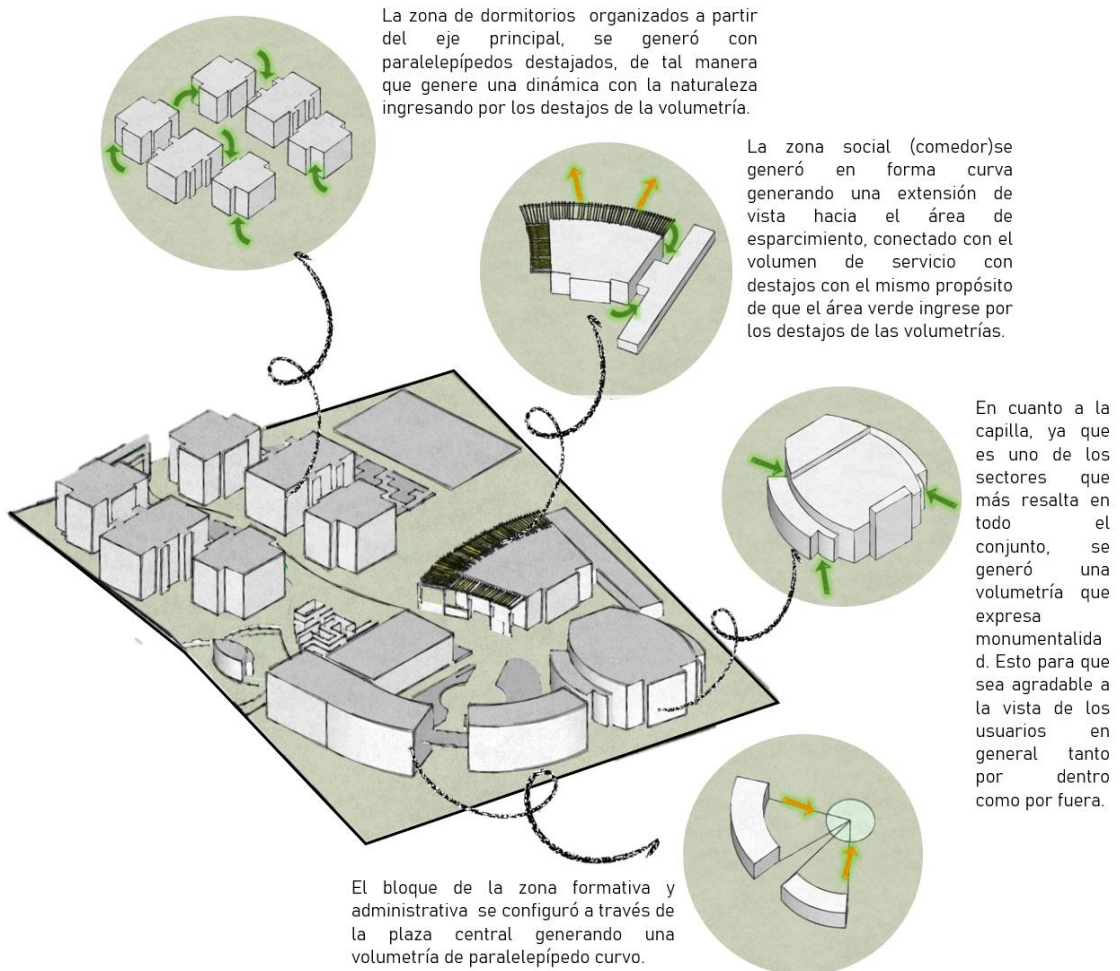 La zona de dormitorios organizados a partir
del eje principal, se generó con
paralelepípedos destajados, de tal manera
que genere una dinámica con la naturaleza
ingresando por los destajos de la volumetría.
La zona social (comedor)se
generó en forma curva
generando una extensión de
vista hacia el área de
esparcimiento, conectado con el
volumen de servicio con
destajos con el mismo propósito
de que el área verde ingrese por
los destajos de las volumetrías.
En cuanto a la
capilla, ya que
es uno de los
sectores que
más resalta en
todo el
conjunto, se
generó una
volumetría que
expresa
monumentalida
d. Esto para que
sea agradable a
la vista de los
usuarios en
general tanto
por dentro
como por fuera.
El bloque de la zona formativa y
administrativa se configuró a través de
la plaza central generando una
volumetría de paralelepípedo curvo.